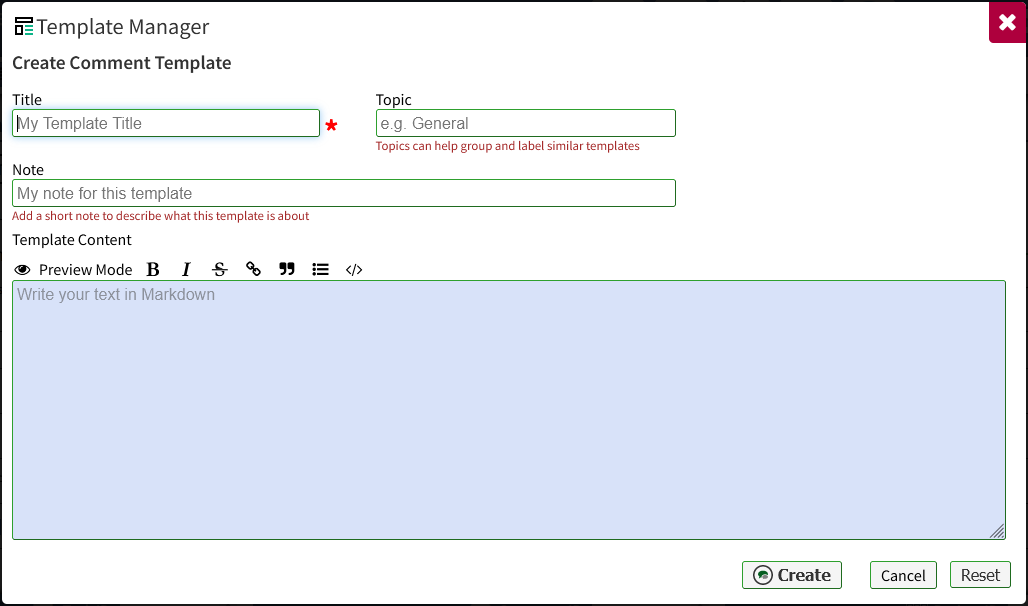 Template Manager
Create Comment Template
Title
Topic
My Template Title
*
e.g. General
Topics can help group and label similar templates
Note
My note for this template
Add a short note to describe what this template is about
Template Content
Preview Mode B I S </>
Write your text in Markdown
Create Cancel Reset